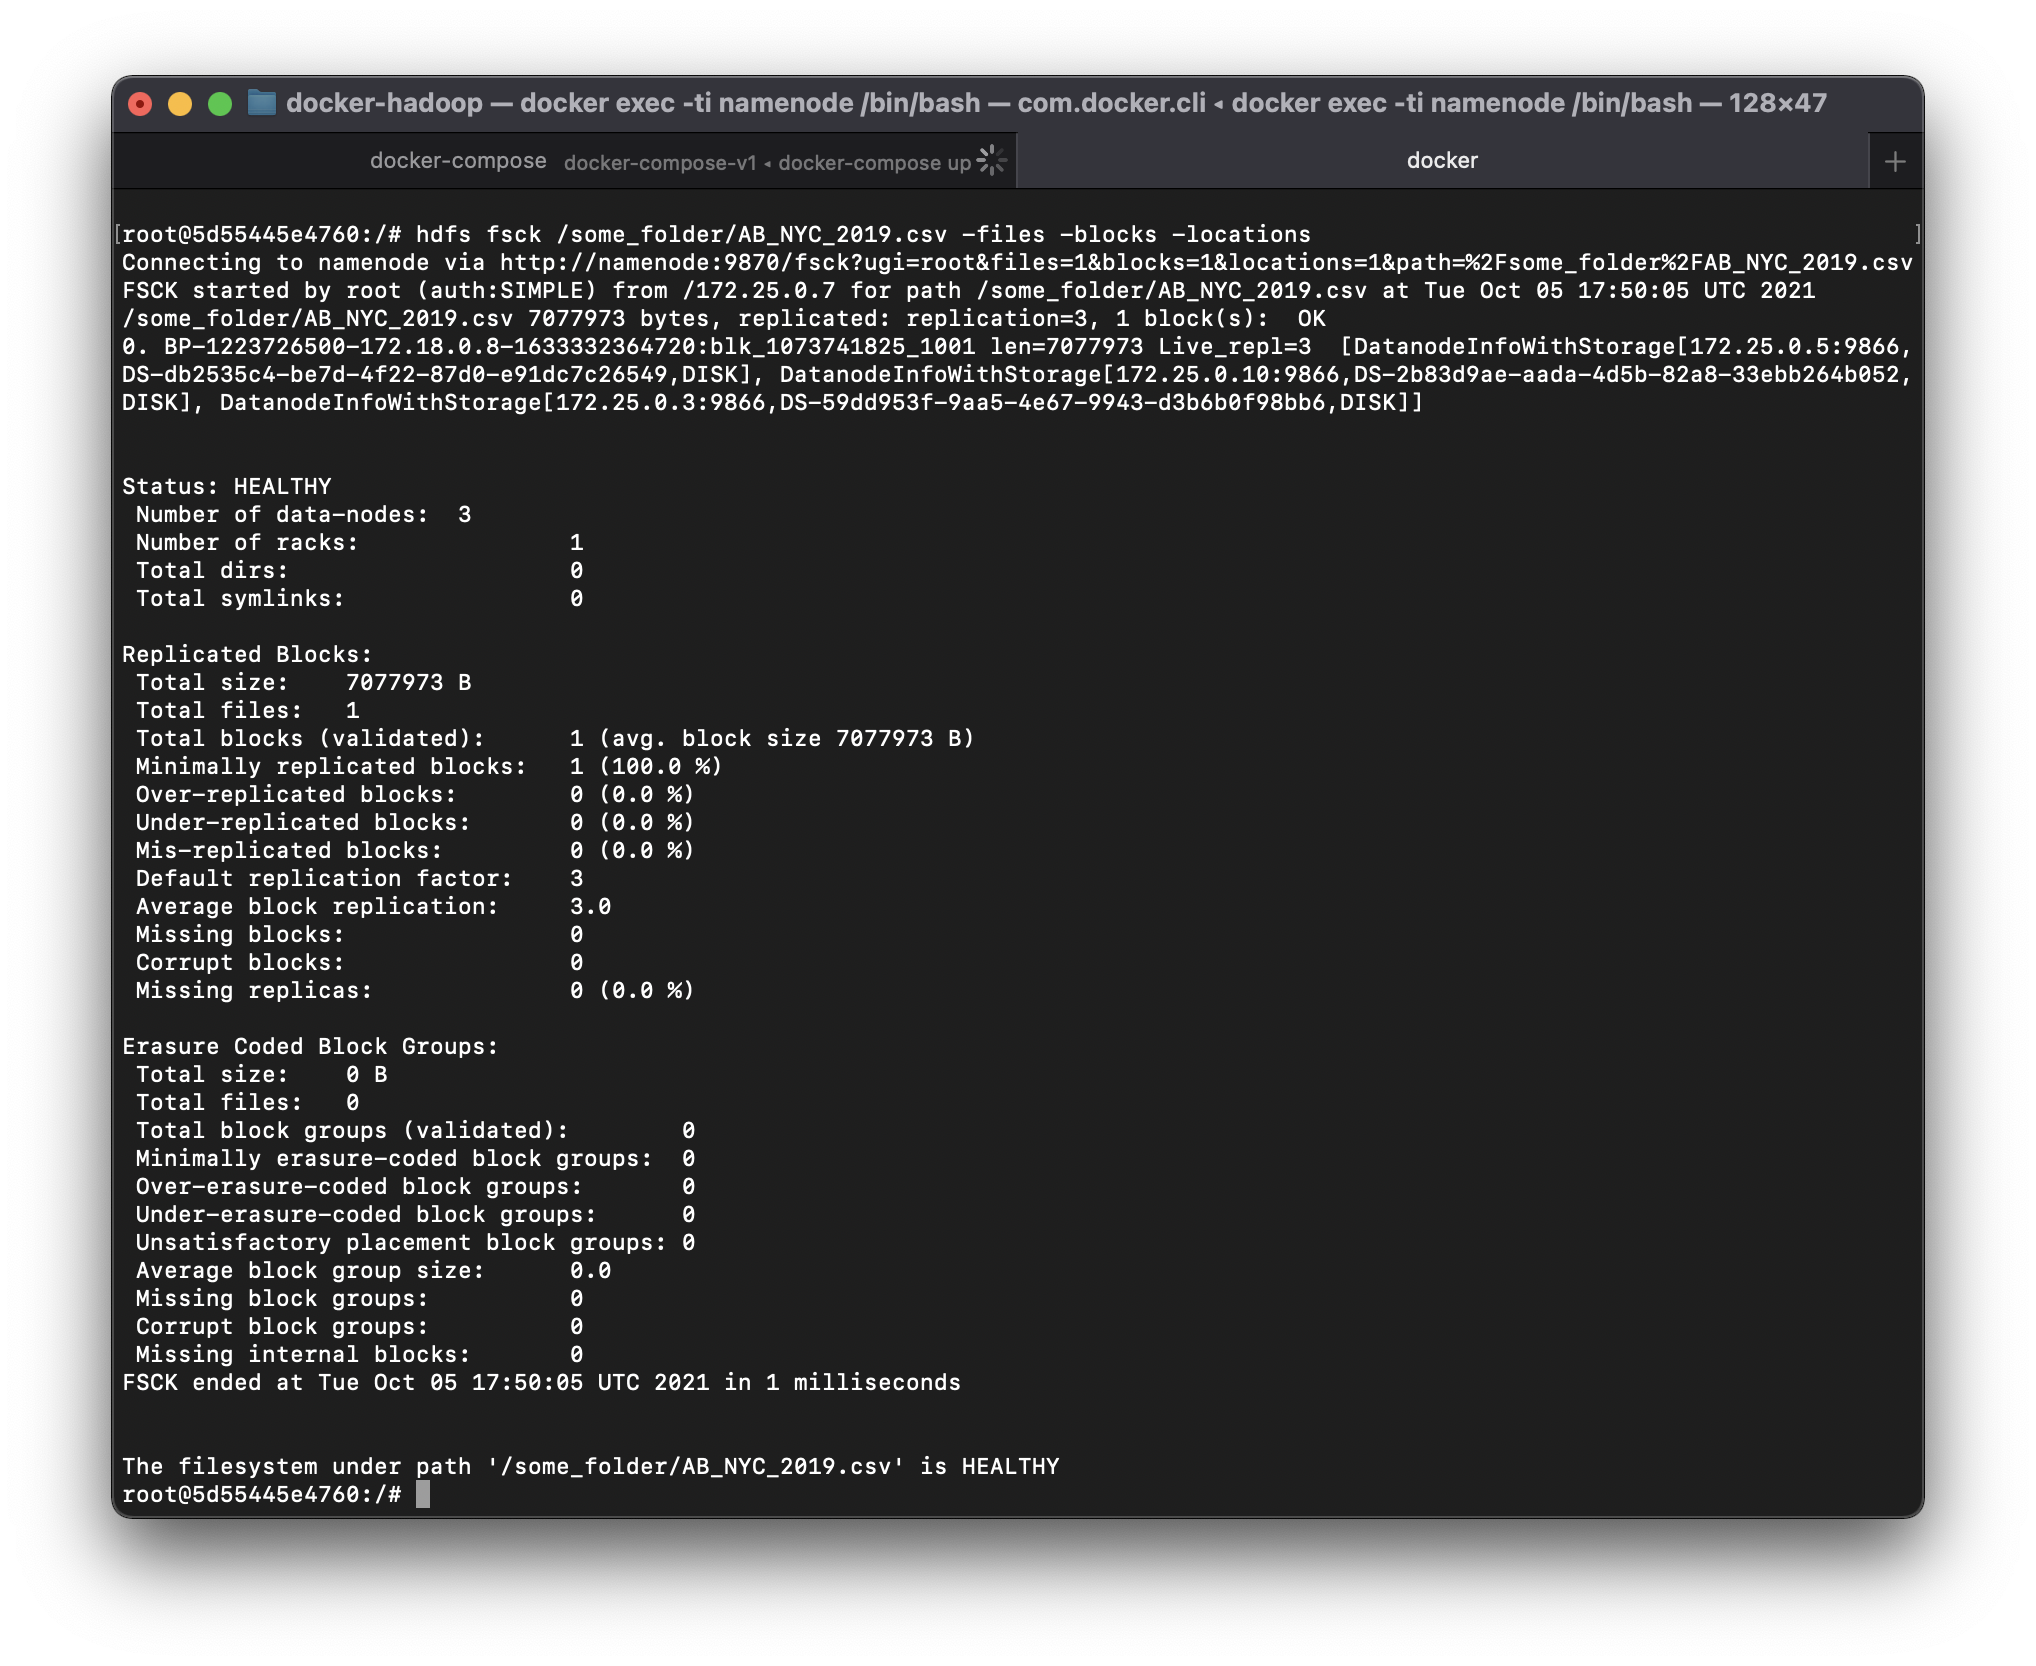 docker-hadoop — docker exec -ti namenode /bin/bash — com.docker.cli ◂ docker exec -ti namenode /bin/bash — 128×47
docker-compose docker-compose-v1 ◂ docker-compose up docker +
[root@5d55445e4760:/# hdfs fsck /some_folder/AB_NYC_2019.csv -files -blocks -locations ]
Connecting to namenode via http://namenode:9870/fsck?ugi=root&files=1&blocks=1&locations=1&path=%2Fsome_folder%2FAB_NYC_2019.csv
FSCK started by root (auth:SIMPLE) from /172.25.0.7 for path /some_folder/AB_NYC_2019.csv at Tue Oct 05 17:50:05 UTC 2021
/some_folder/AB_NYC_2019.csv 7077973 bytes, replicated: replication=3, 1 block(s):  OK
0. BP-1223726500-172.18.0.8-1633332364720:blk_1073741825_1001 len=7077973 Live_repl=3  [DatanodeInfoWithStorage[172.25.0.5:9866,
DS-db2535c4-be7d-4f22-87d0-e91dc7c26549,DISK], DatanodeInfoWithStorage[172.25.0.10:9866,DS-2b83d9ae-aada-4d5b-82a8-33ebb264b052,
DISK], DatanodeInfoWithStorage[172.25.0.3:9866,DS-59dd953f-9aa5-4e67-9943-d3b6b0f98bb6,DISK]]
Status: HEALTHY
Number of data-nodes: 3
Number of racks: 1
Total dirs: 0
Total symlinks: 0
Replicated Blocks:
Total size: 7077973 B
Total files: 1
Total blocks (validated): 1 (avg. block size 7077973 B)
Minimally replicated blocks: 1 (100.0 %)
Over-replicated blocks: 0 (0.0 %)
Under-replicated blocks: 0 (0.0 %)
Mis-replicated blocks: 0 (0.0 %)
Default replication factor: 3
Average block replication: 3.0
Missing blocks: 0
Corrupt blocks: 0
Missing replicas: 0 (0.0 %)
Erasure Coded Block Groups:
Total size: 0 B
Total files: 0
Total block groups (validated): 0
Minimally erasure-coded block groups: 0
Over-erasure-coded block groups: 0
Under-erasure-coded block groups: 0
Unsatisfactory placement block groups: 0
Average block group size: 0.0
Missing block groups: 0
Corrupt block groups: 0
Missing internal blocks: 0
FSCK ended at Tue Oct 05 17:50:05 UTC 2021 in 1 milliseconds
The filesystem under path '/some_folder/AB_NYC_2019.csv' is HEALTHY
root@5d55445e4760:/#